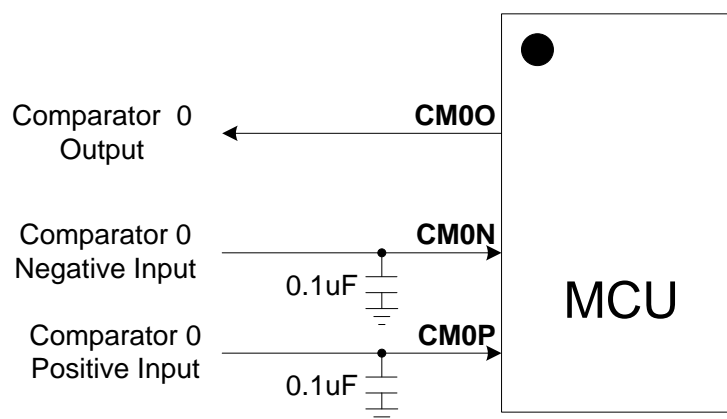 Comparator 0
Output
CM0O
Comparator 0
Negative Input
CM0N
0.1uF
MCU
Comparator 0
Positive Input
CM0P
0.1uF